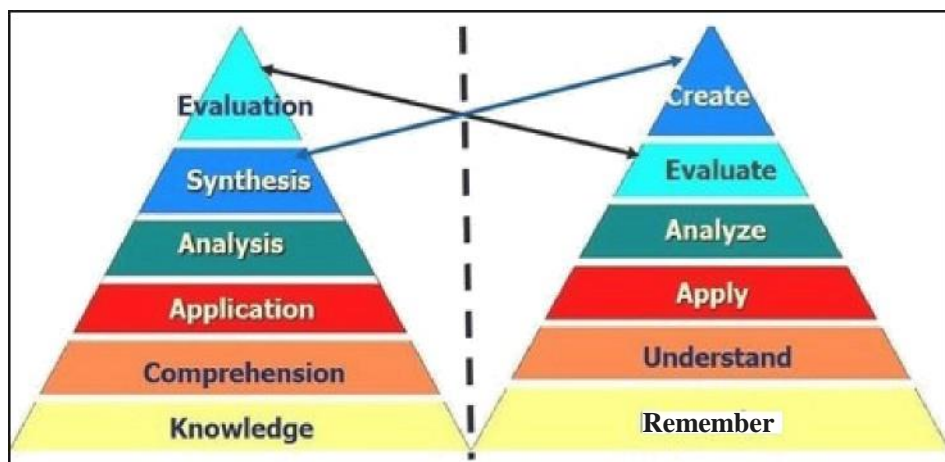 Evaluation
Synthesis
Analysis
Application
Comprehension
Knowledge
Create
Evaluate
Analyze
Apply
Understand
Remember